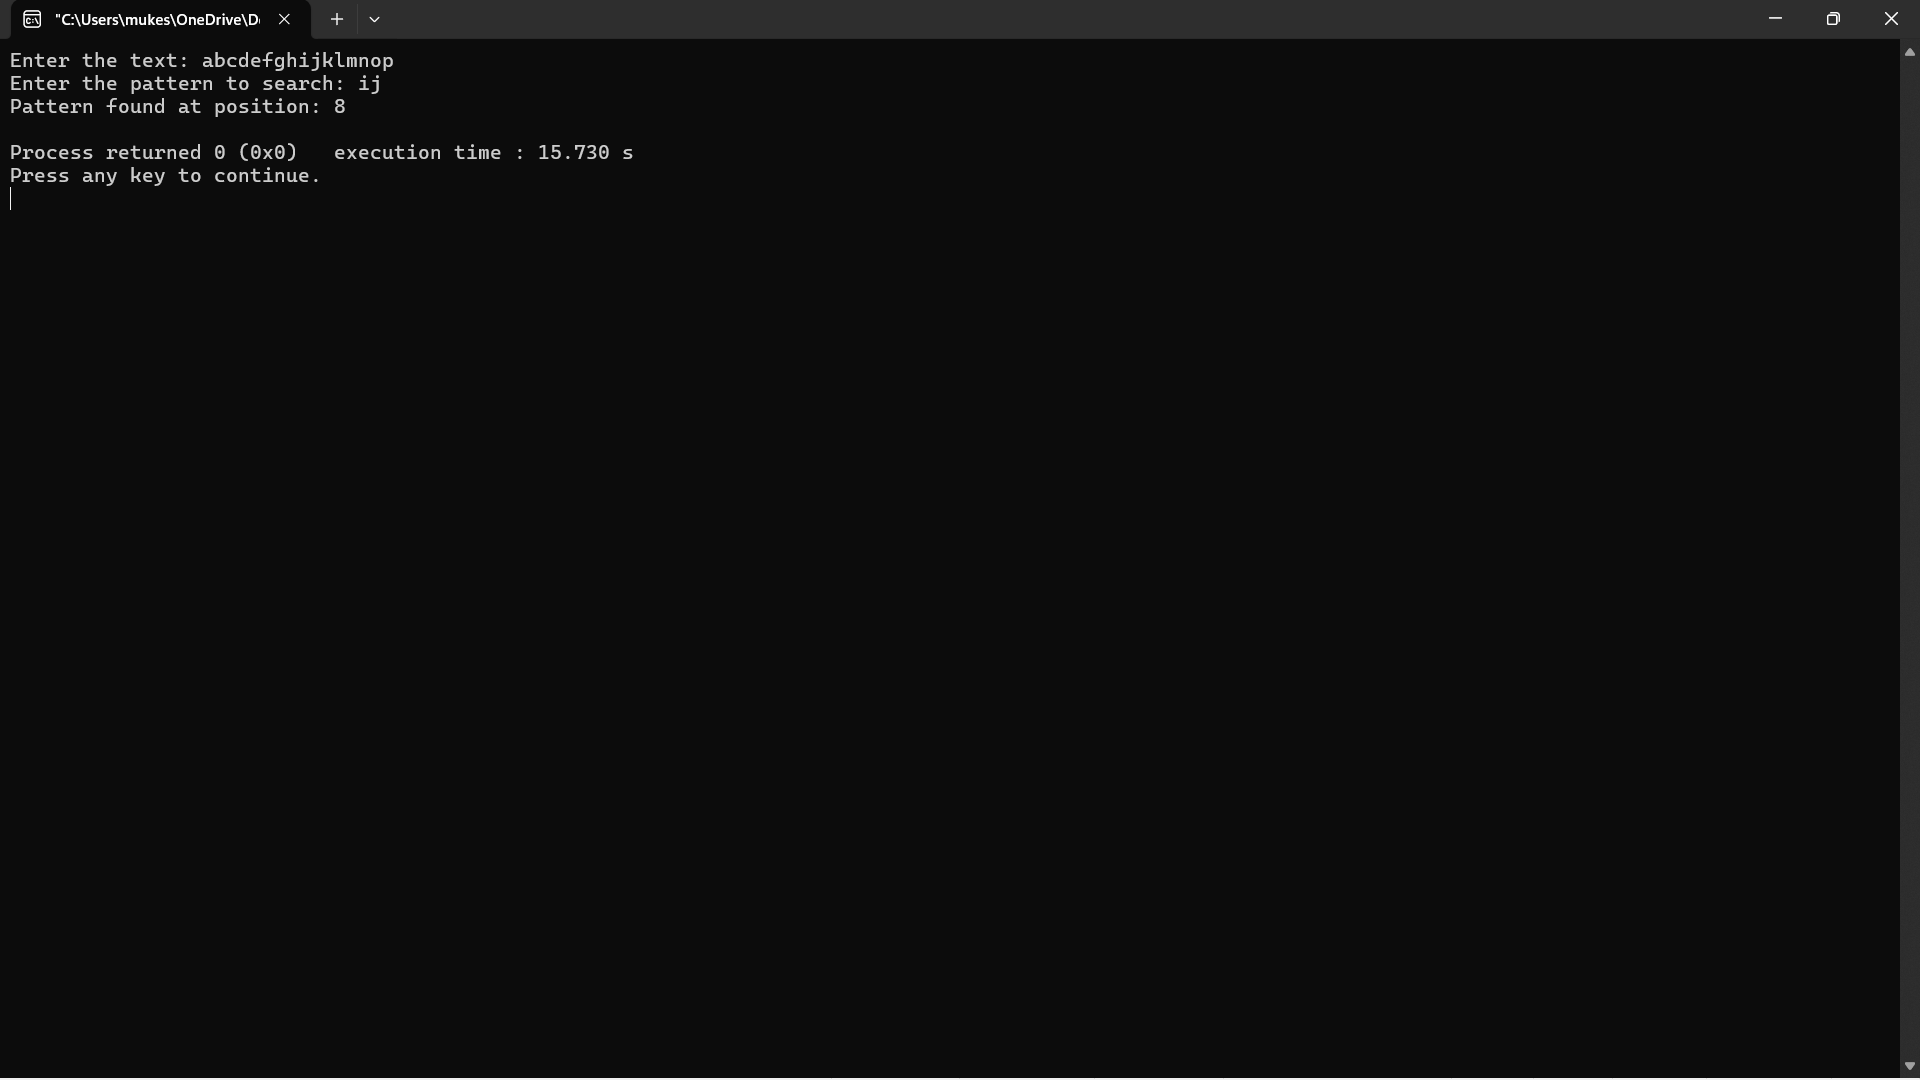 "C:\Users\mukes\OneDrive\D
Enter the text: abcdefghijklmnop
Enter the pattern to search: ij
Pattern found at position: 8
Process returned 0 (0x0)   execution time : 15.730 s
Press any key to continue.